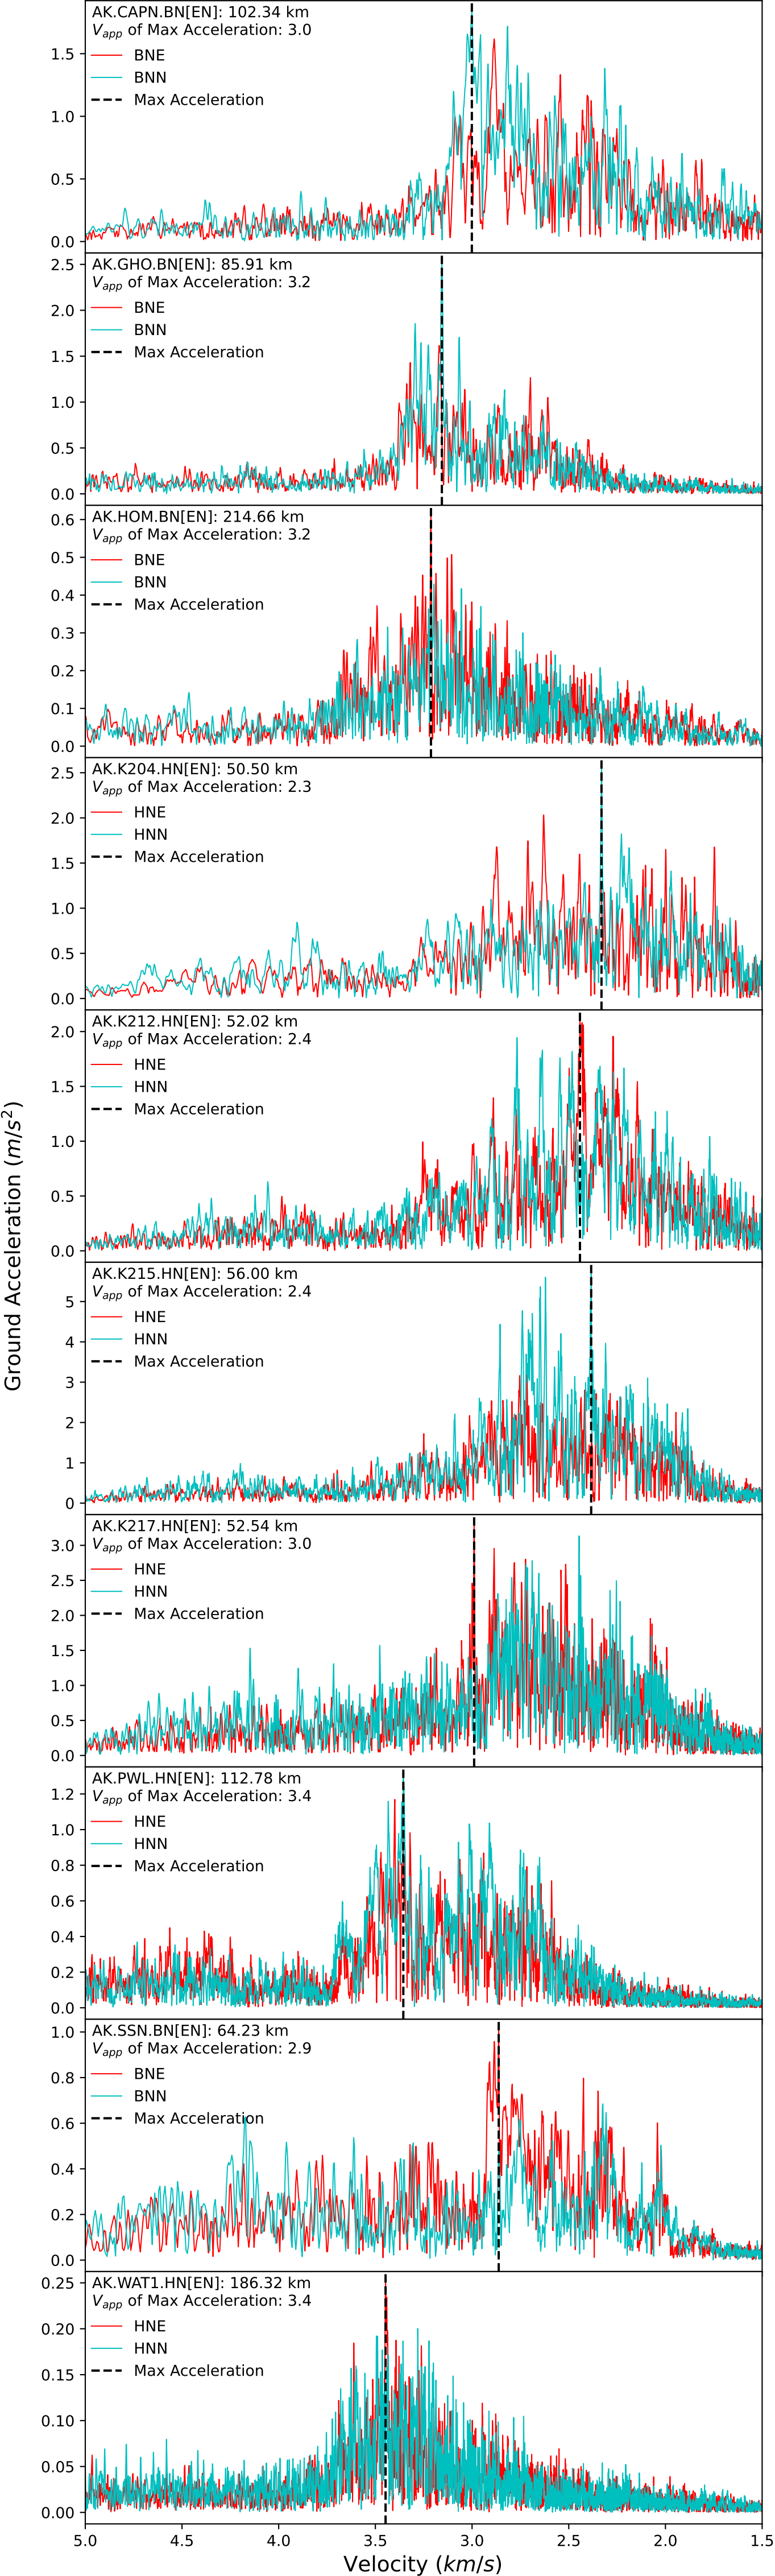 AK.CAPN.BN[EN]: 102.34 km
Vapp of Max Acceleration: 3.0
BNE
BNN
Max Acceleration
1.5
1.0
0.5
0.0
AK.GHO.BN[EN]: 85.91 km
Vapp of Max Acceleration: 3.2
BNE
BNN
Max Acceleration
2.5
2.0
1.5
1.0
0.5
0.0
AK.HOM.BN[EN]: 214.66 km
Vapp of Max Acceleration: 3.2
BNE
BNN
Max Acceleration
0.6
0.5
0.4
0.3
0.2
0.1
0.0
AK.K204.HN[EN]: 50.50 km
Vapp of Max Acceleration: 2.3
HNE
HNN
Max Acceleration
2.5
2.0
1.5
1.0
0.5
0.0
AK.K212.HN[EN]: 52.02 km
Vapp of Max Acceleration: 2.4
HNE
HNN
Max Acceleration
2.0
1.5
1.0
0.5
0.0
Ground Acceleration (m/s²)
AK.K215.HN[EN]: 56.00 km
Vapp of Max Acceleration: 2.4
HNE
HNN
Max Acceleration
5
4
3
2
1
0
AK.K217.HN[EN]: 52.54 km
Vapp of Max Acceleration: 3.0
HNE
HNN
Max Acceleration
3.0
2.5
2.0
1.5
1.0
0.5
0.0
AK.PWL.HN[EN]: 112.78 km
Vapp of Max Acceleration: 3.4
HNE
HNN
Max Acceleration
1.2
1.0
0.8
0.6
0.4
0.2
0.0
AK.SSN.BN[EN]: 64.23 km
Vapp of Max Acceleration: 2.9
BNE
BNN
Max Acceleration
1.0
0.8
0.6
0.4
0.2
0.0
AK.WAT1.HN[EN]: 186.32 km
Vapp of Max Acceleration: 3.4
HNE
HNN
Max Acceleration
0.25
0.20
0.15
0.10
0.05
0.00
5.0 4.5 4.0 3.5 3.0 2.5 2.0 1.5
Velocity (km/s)